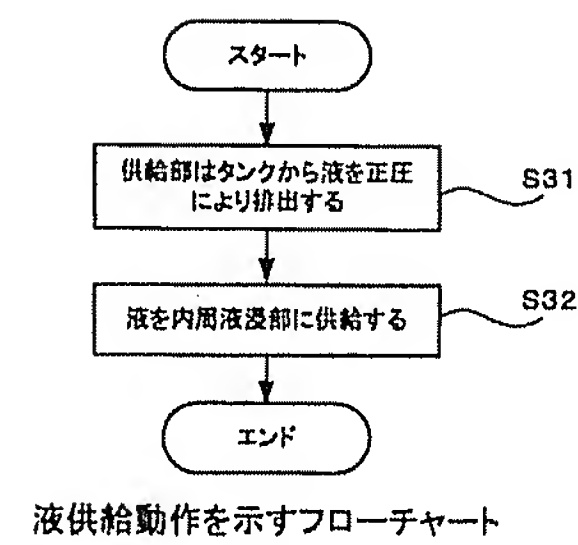 スタート
供給部はタンクから液を正圧
により排出する
S31
液を内周液浸部に供給する
S32
エンド
液供給動作を示すフローチャート